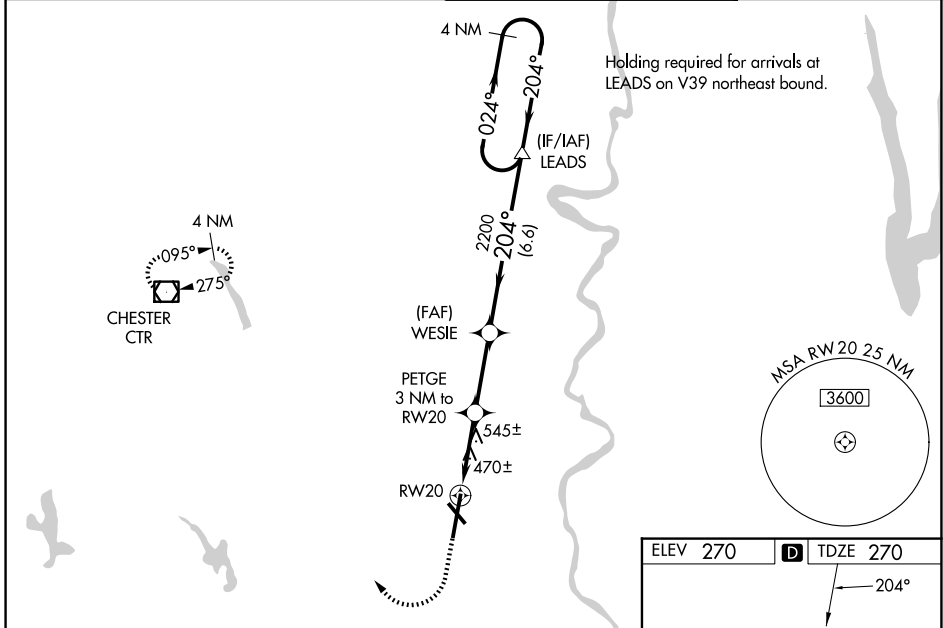 4 NM
204°
024°
Holding required for arrivals at
LEADS on V39 northeast bound.
(IF/IAF)
LEADS
2200
204°
(6.6)
4 NM
095°
275°
CHESTER
CTR
(FAF)
WESIE
PETGE
3 NM to
RW20
545±
470±
RW20
MSA RW20 25 NM
3600
ELEV 270 D TDZE 270
204°